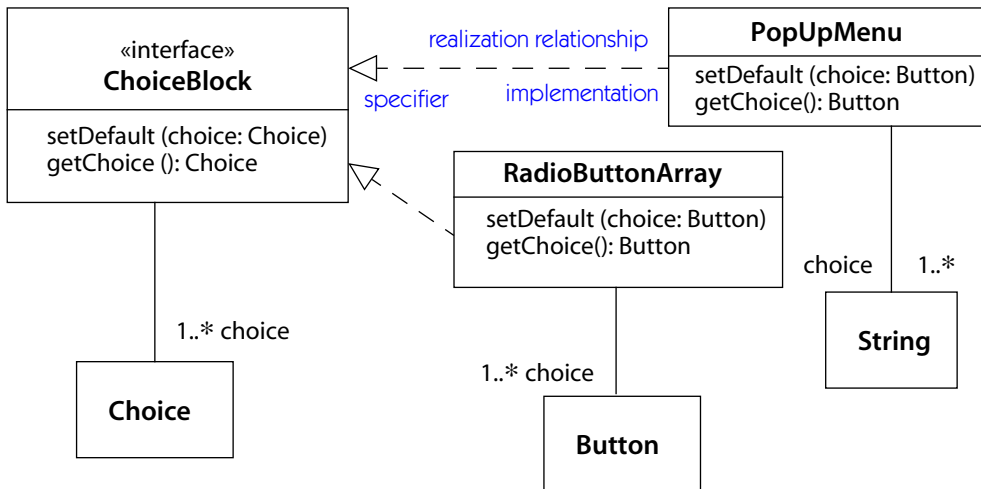 «interface»
ChoiceBlock
setDefault (choice: Choice)
getChoice (): Choice
realization relationship
specifier
implementation
PopUpMenu
setDefault (choice: Button)
getChoice(): Button
RadioButtonArray
setDefault (choice: Button)
getChoice(): Button
choice 1..*
String
1..* choice
Choice
1..* choice
Button